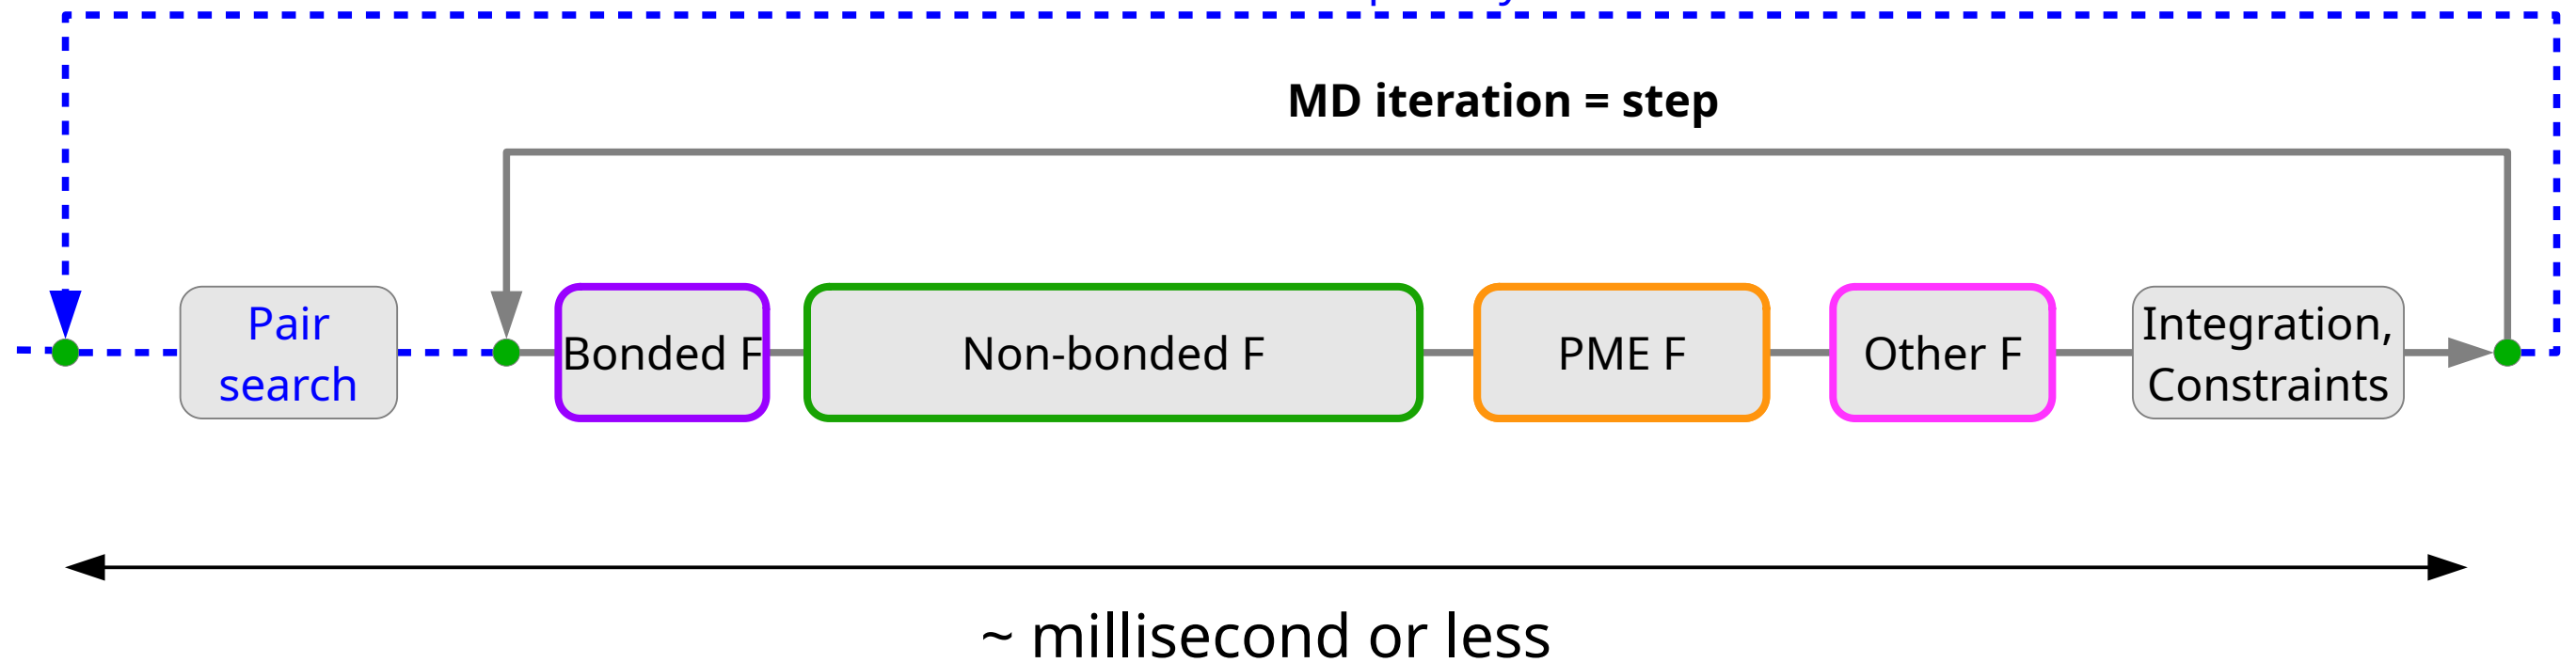 MD iteration = step
Pair
search
Bonded F
Non-bonded F
PME F
Other F
Integration,
Constraints
~ millisecond or less